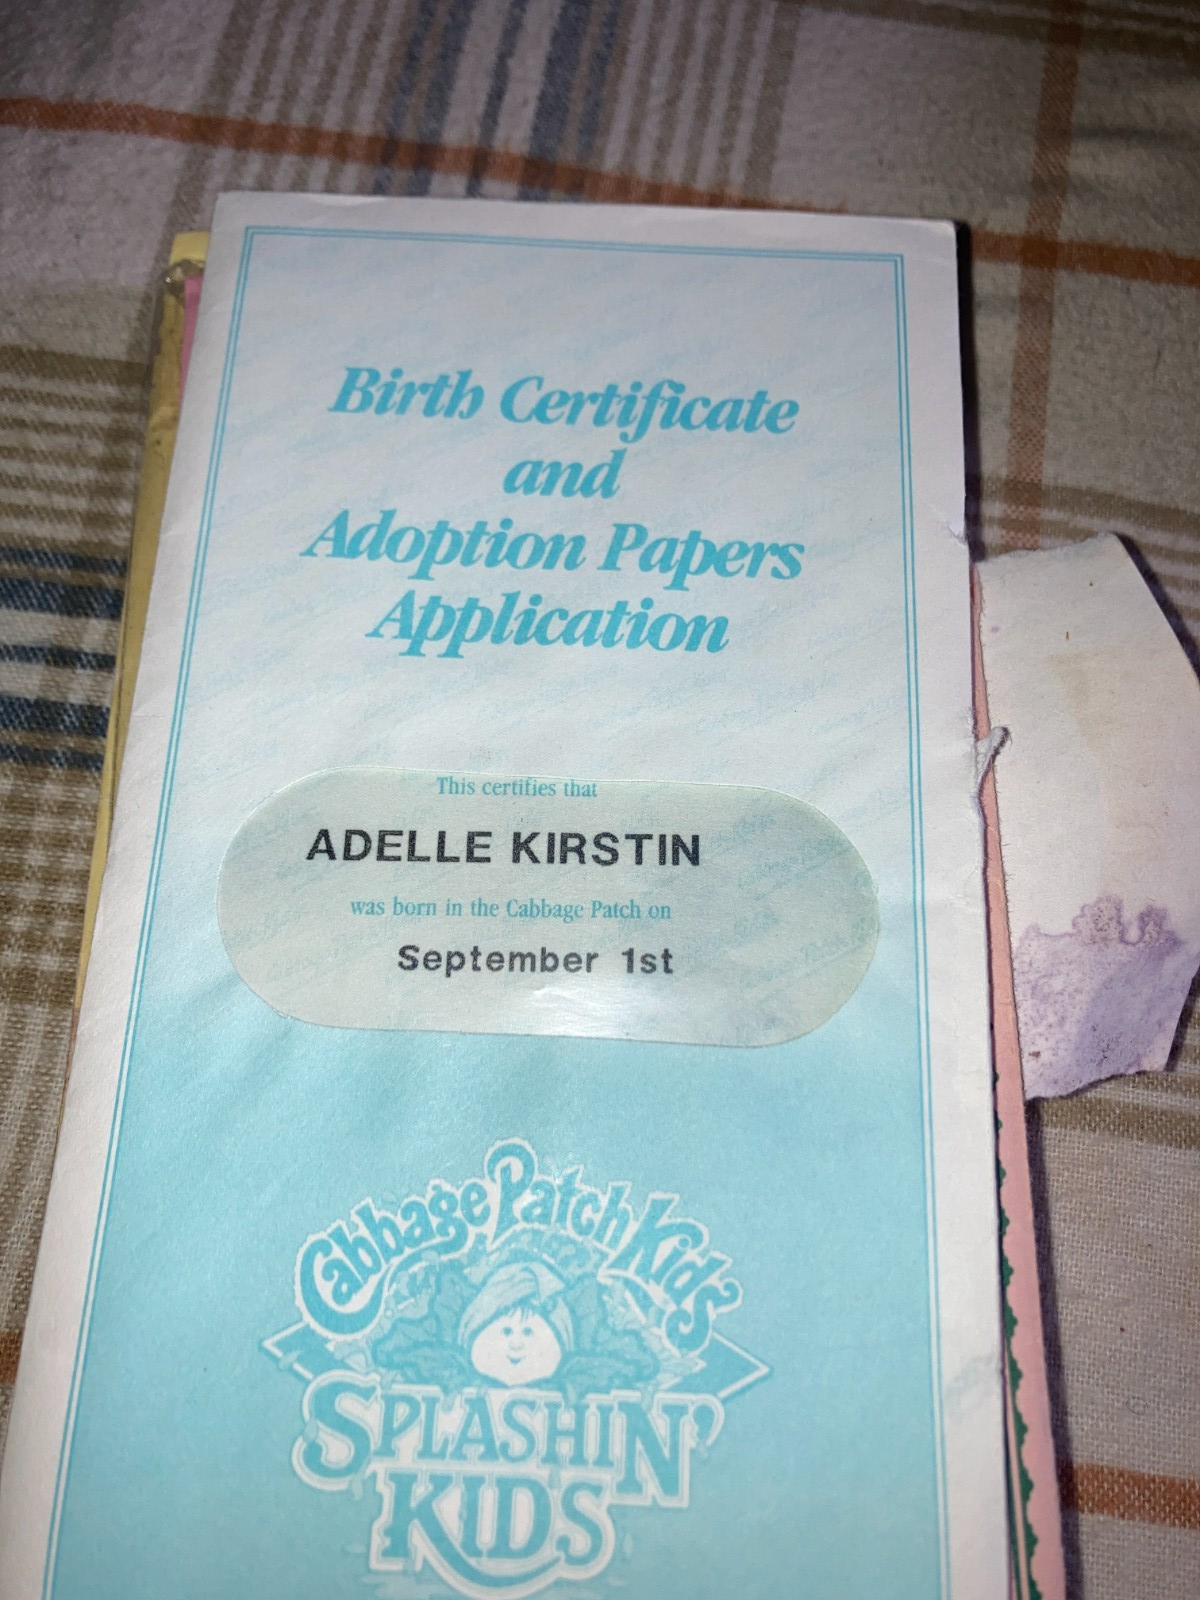 Birth Certificate
and
Adoption Papers
Application
This certifies that
ADELLE KIRSTIN
was born in the Cabbage Patch on
September 1st
Cabbage Patch Kids
SPLASHIN'
KIDS